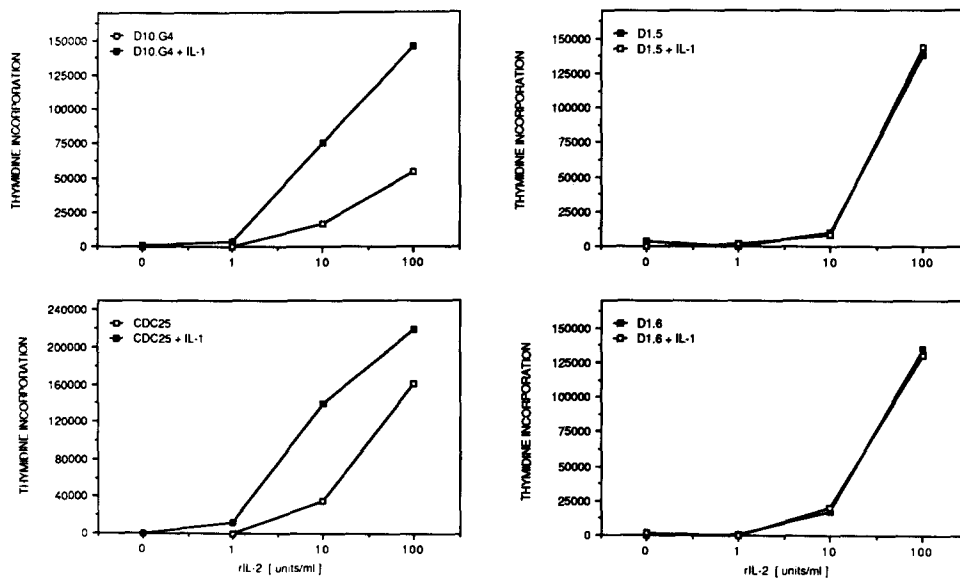 D10.G4
D10.G4 + IL-1
THYMIDINE INCORPORATION
150000
125000
100000
75000
50000
25000
0
0 1 10 100
D1.5
D1.5 + IL-1
THYMIDINE INCORPORATION
150000
125000
100000
75000
50000
25000
0
0 1 10 100
CDC25
CDC25 + IL-1
THYMIDINE INCORPORATION
240000
200000
160000
120000
80000
40000
0
0 1 10 100
rIL-2 [ units/ml ]
D1.6
D1.6 + IL-1
THYMIDINE INCORPORATION
150000
125000
100000
75000
50000
25000
0
0 1 10 100
rIL-2 [ units/ml ]